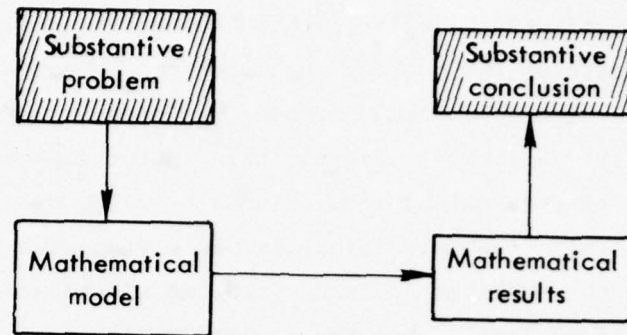 Substantive
problem
Substantive
conclusion
Mathematical
model
Mathematical
results